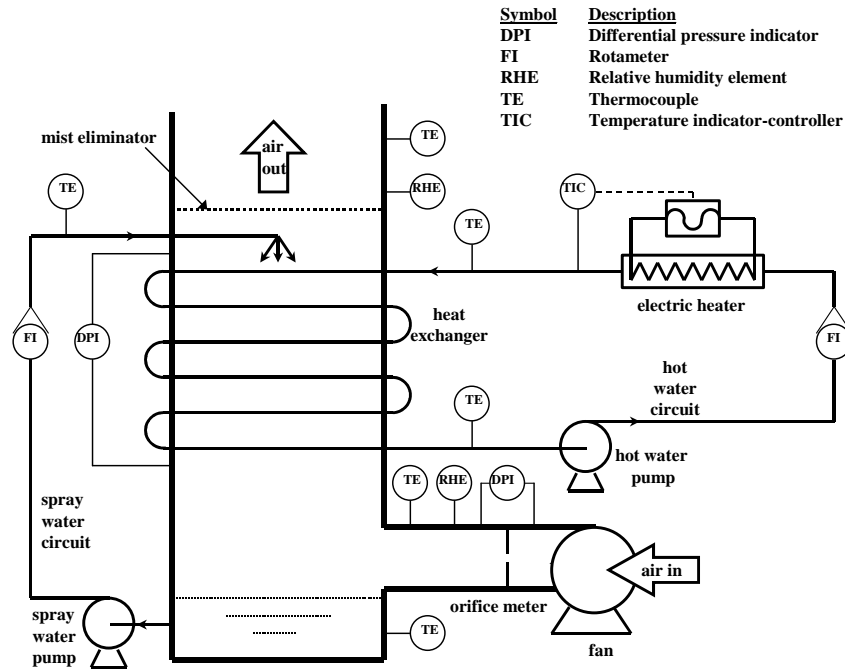 Symbol Description
DPI Differential pressure indicator
FI Rotameter
RHE Relative humidity element
TE Thermocouple
TIC Temperature indicator-controller
mist eliminator
air
out
TE
RHE
TE
TIC
TE
TE
electric heater
FI
DPI
heat
exchanger
FI
hot
water
circuit
TE
hot water
pump
TE
RHE
DPI
spray
water
circuit
air in
orifice meter
spray
water
pump
TE
fan